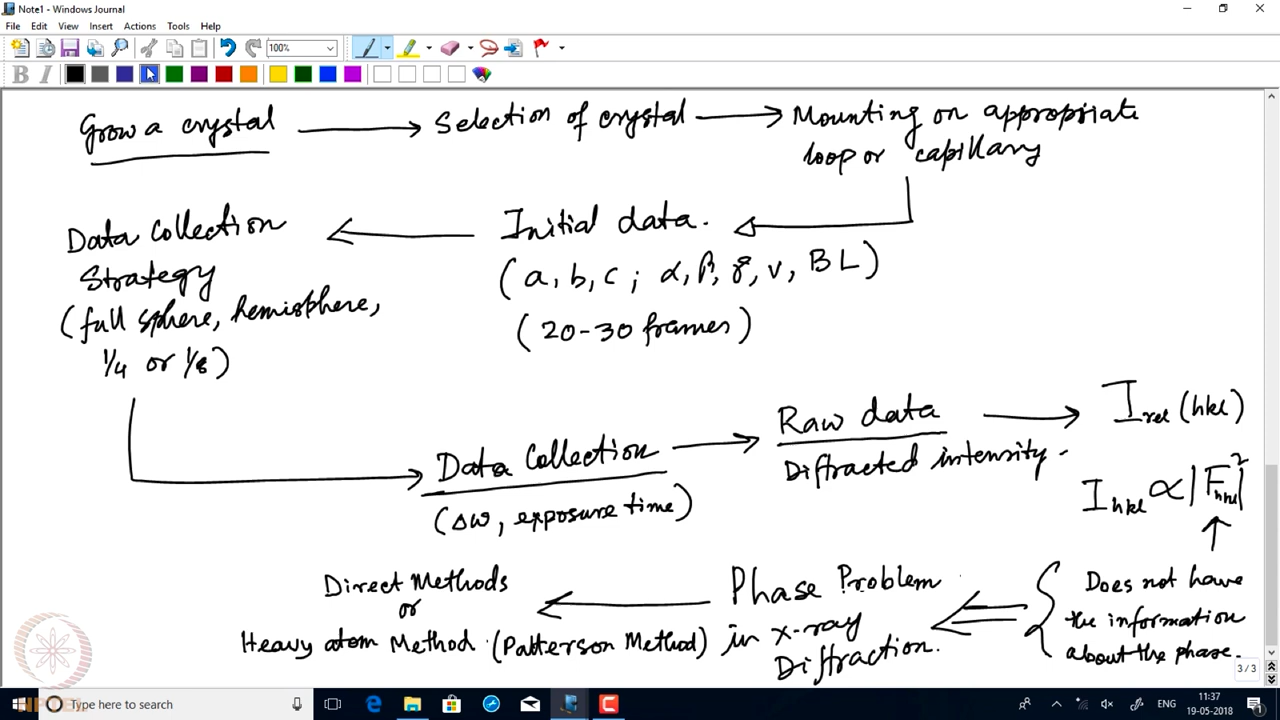 Note1 - Windows Journal
File Edit View Insert Actions Tools Help
100%
B I
Grow a crystal → Selection of crystal → Mounting on appropriate
loop or capillary
Data Collection
Strategy
(full sphere, hemisphere,
1/4 or 1/8)
Initial data.
(a, b, c; α, β, γ, v, BL)
(20-30 frames)
Data Collection → Raw data → I rel (hkl)
(Δω, exposure time)
Diffracted intensity.
I hkl ∝ |F hkl|²
Does not have
the information
about the phase.
Phase Problem
in x-ray
Diffraction.
Direct Methods
or
Heavy atom Method. (Patterson Method)
3 / 3
Type here to search
ENG
11:37
19-05-2018